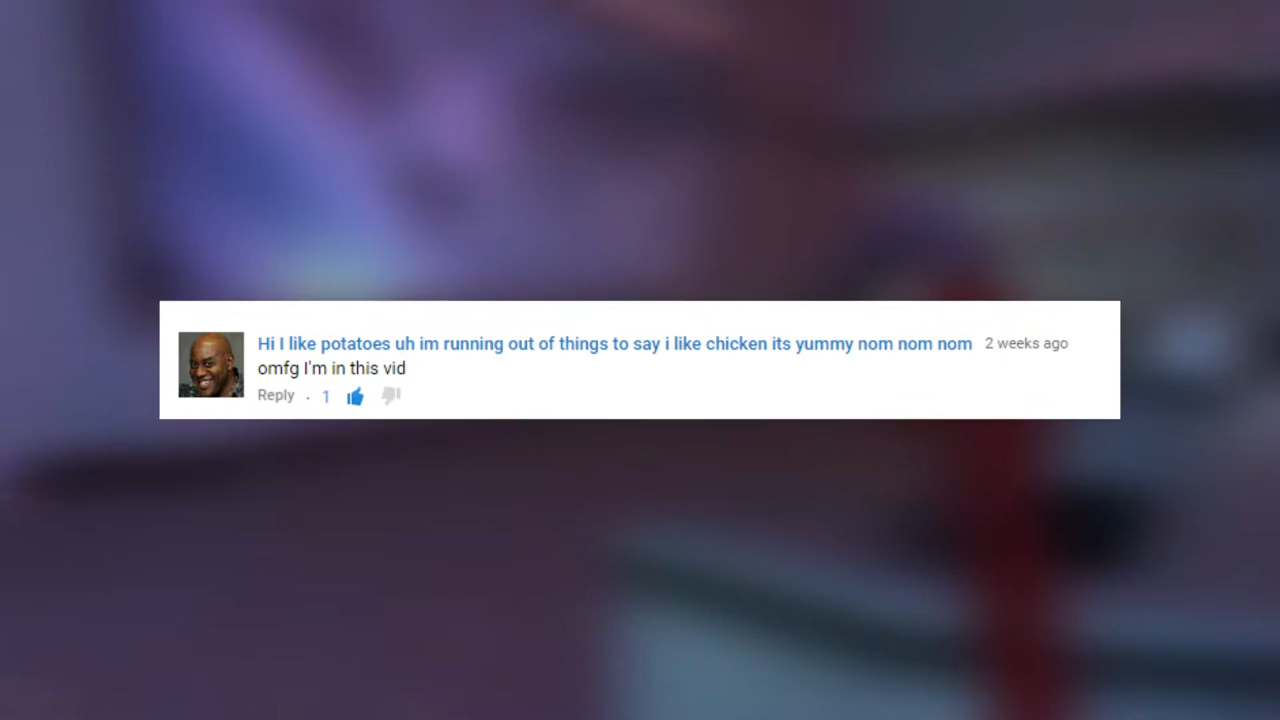 Hi I like potatoes uh im running out of things to say i like chicken its yummy nom nom nom 2 weeks ago
omfg I'm in this vid
Reply . 1